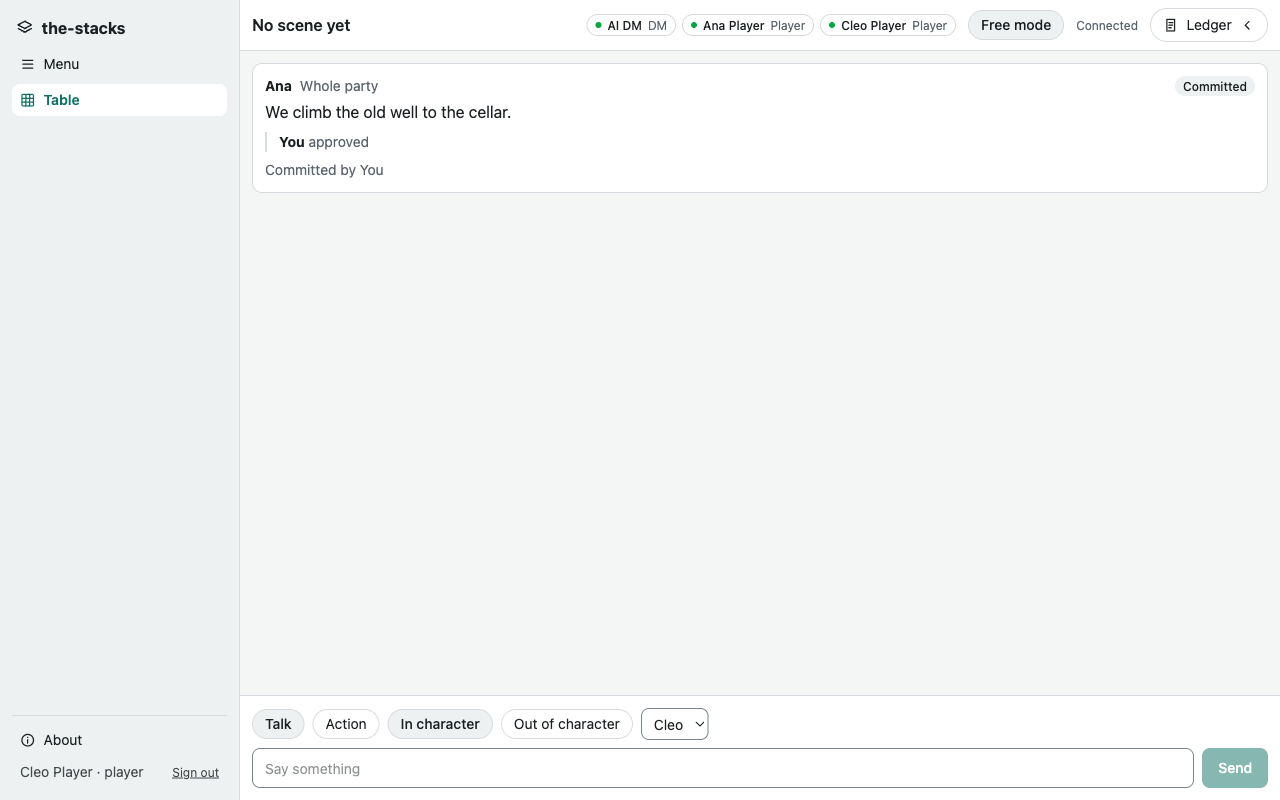 the-stacks
Menu
Table
About
Cleo Player · player Sign out
No scene yet
AI DM DM
Ana Player Player
Cleo Player Player
Free mode
Connected
Ledger
Ana Whole party
Committed
We climb the old well to the cellar.
You approved
Committed by You
Talk
Action
In character
Out of character
Cleo
Say something
Send